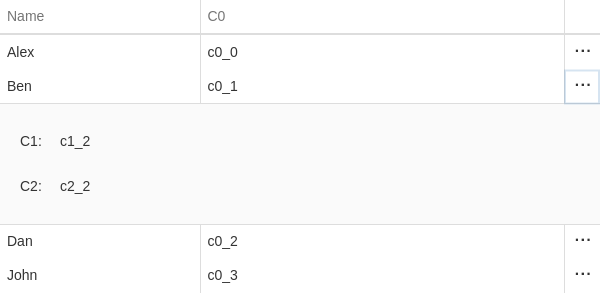 Name C0
Alex c0_0 ...
Ben c0_1 ...
C1: c1_2
C2: c2_2
Dan c0_2 ...
John c0_3 ...